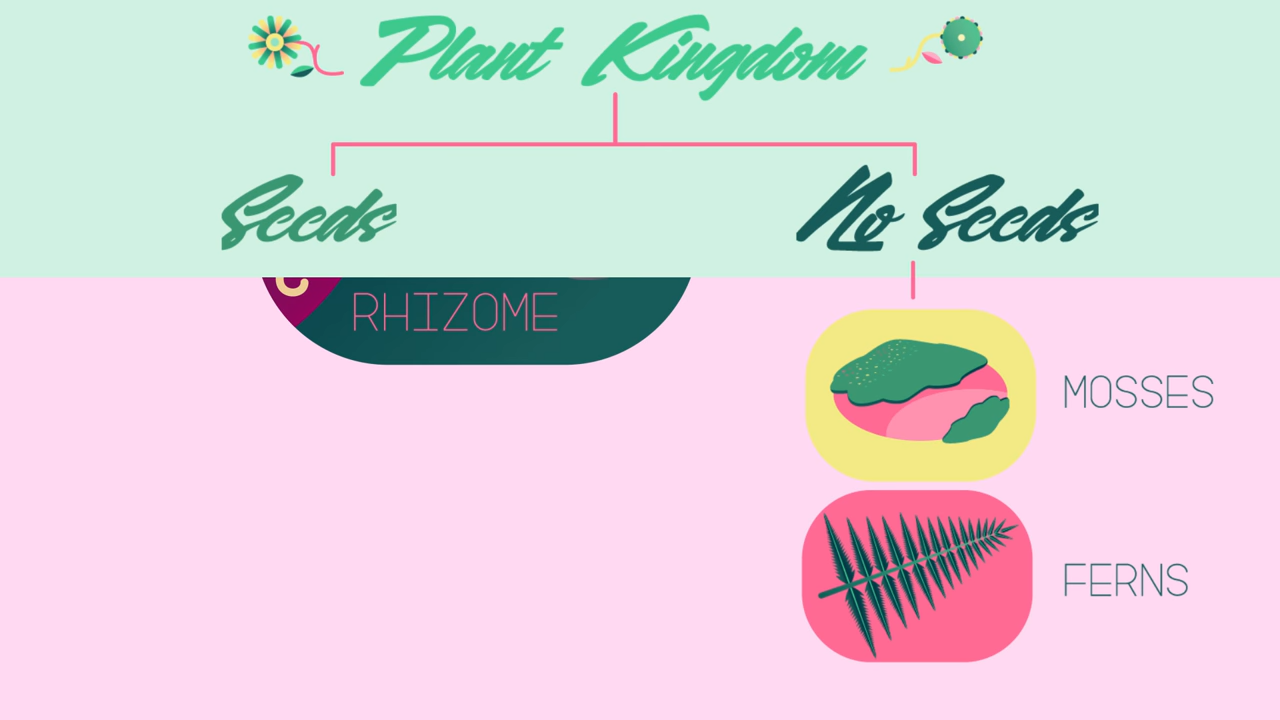 Plant Kingdom
Seeds
No Seeds
RHIZOME
MOSSES
FERNS